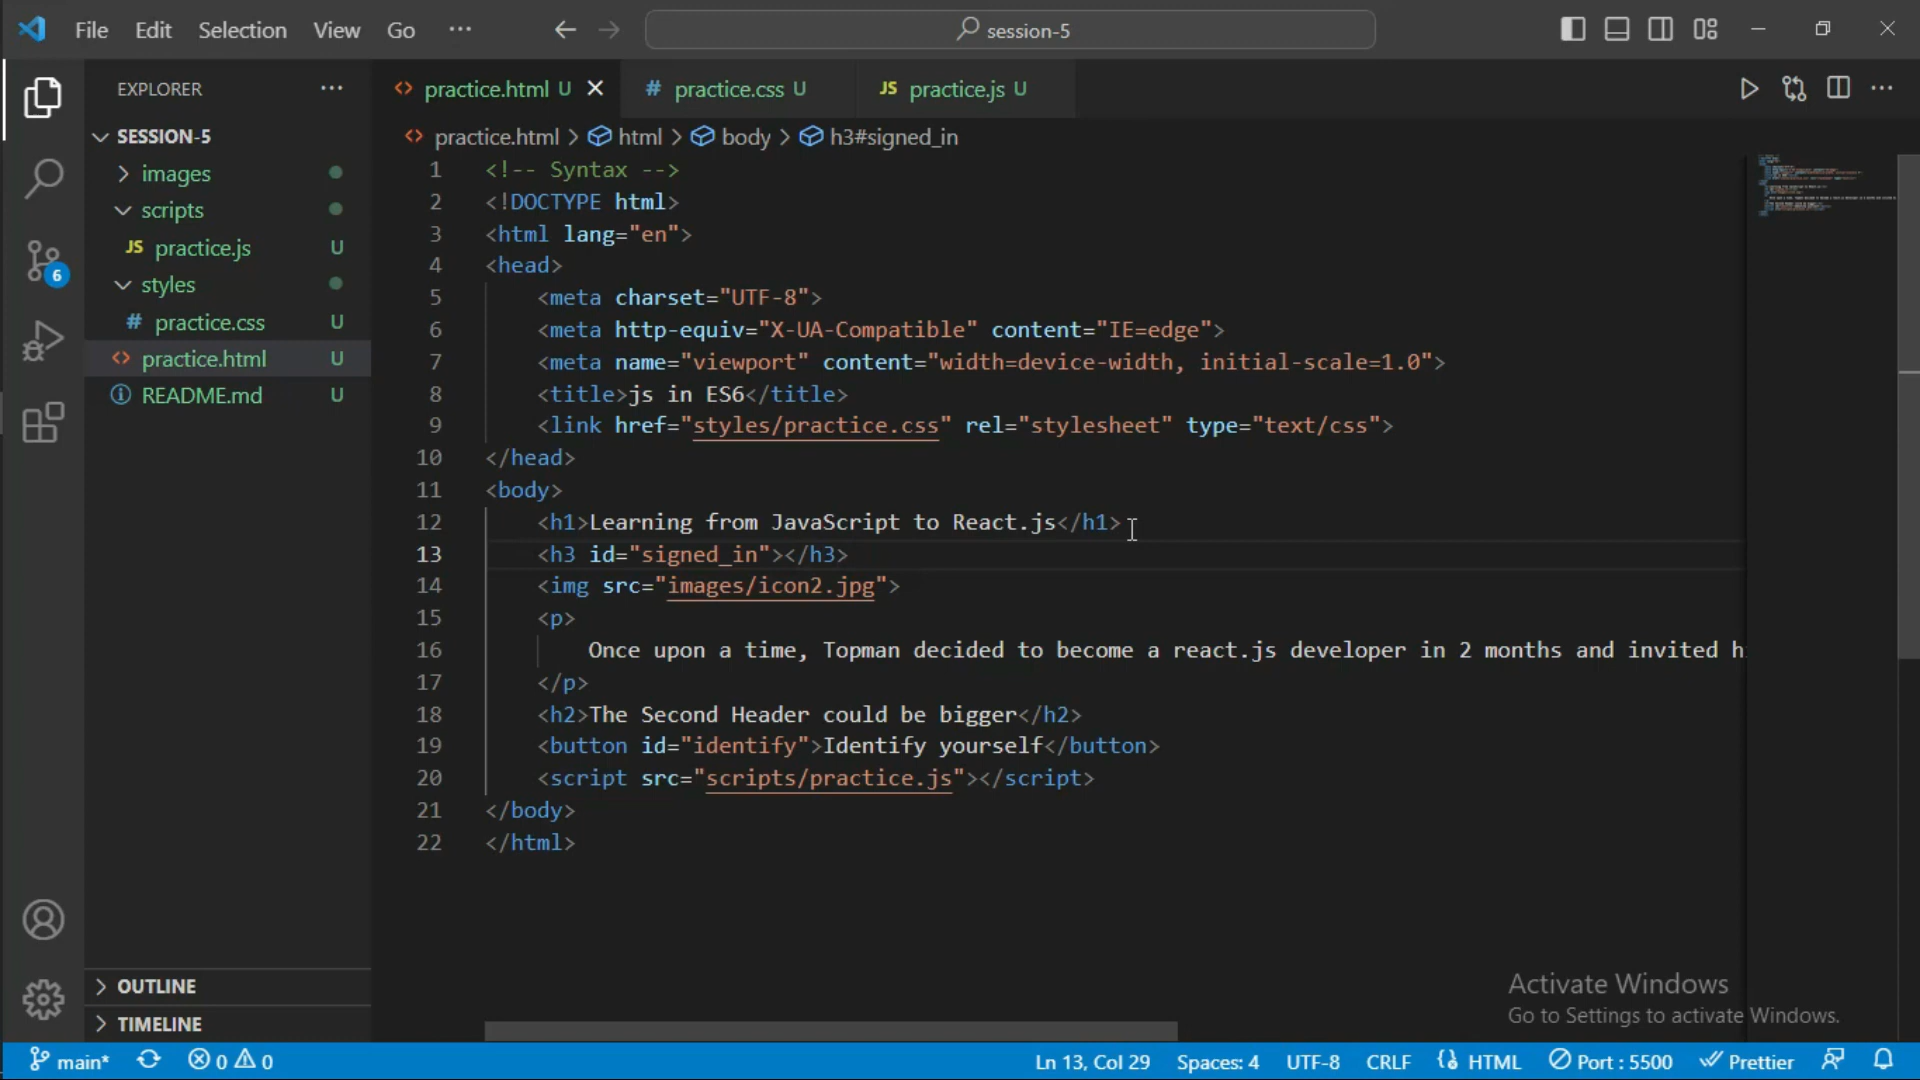 File Edit Selection View Go ··· session-5
EXPLORER ···
SESSION-5
images
scripts
JS practice.js U
styles
# practice.css U
<> practice.html U
README.md U
OUTLINE
TIMELINE
6
<> practice.html U # practice.css U JS practice.js U
<> practice.html > html > body > h3#signed_in
1 <!-- Syntax -->
2 <!DOCTYPE html>
3 <html lang="en">
4 <head>
5 <meta charset="UTF-8">
6 <meta http-equiv="X-UA-Compatible" content="IE=edge">
7 <meta name="viewport" content="width=device-width, initial-scale=1.0">
8 <title>js in ES6</title>
9 <link href="styles/practice.css" rel="stylesheet" type="text/css">
10 </head>
11 <body>
12 <h1>Learning from JavaScript to React.js</h1>
13 <h3 id="signed_in"></h3>
14 <img src="images/icon2.jpg">
15 <p>
16 Once upon a time, Topman decided to become a react.js developer in 2 months and invited h
17 </p>
18 <h2>The Second Header could be bigger</h2>
19 <button id="identify">Identify yourself</button>
20 <script src="scripts/practice.js"></script>
21 </body>
22 </html>
Activate Windows
Go to Settings to activate Windows.
main* 0 0 Ln 13, Col 29 Spaces: 4 UTF-8 CRLF HTML Port : 5500 Prettier